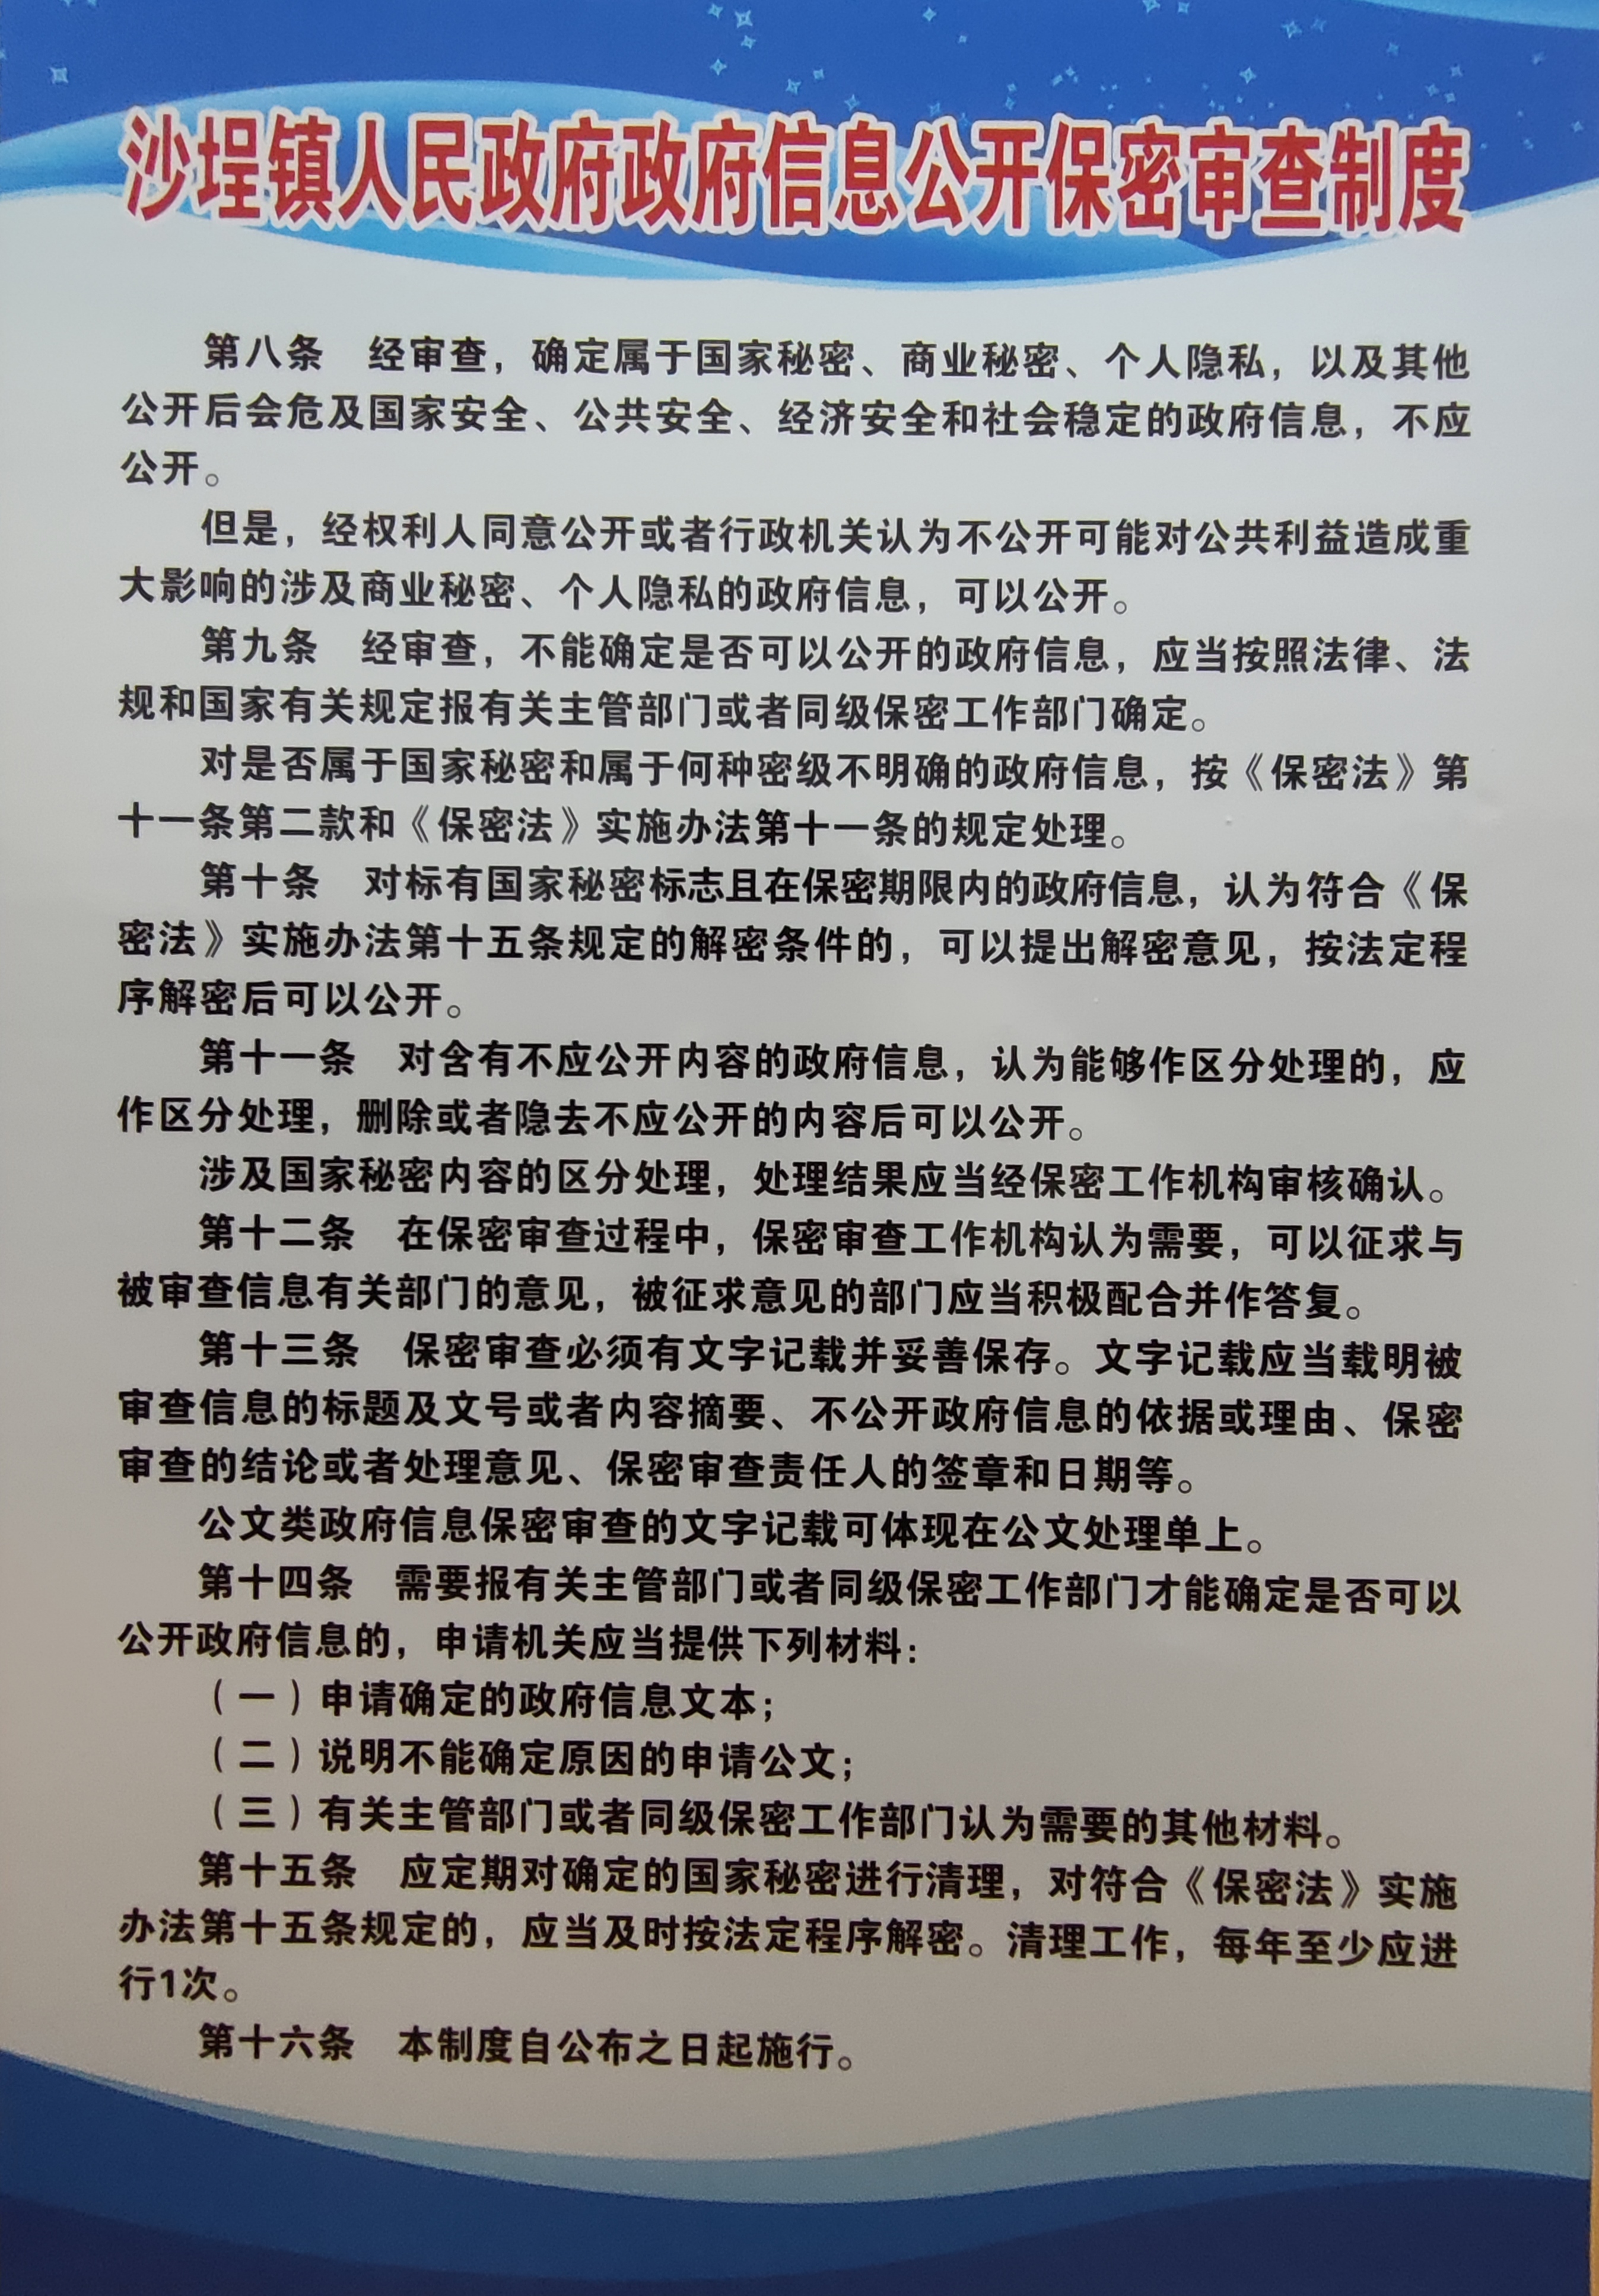 沙埕镇人民政府政府信息公开保密审查制度
第八条　经审查，确定属于国家秘密、商业秘密、个人隐私，以及其他
公开后会危及国家安全、公共安全、经济安全和社会稳定的政府信息，不应
公开。
但是，经权利人同意公开或者行政机关认为不公开可能对公共利益造成重
大影响的涉及商业秘密、个人隐私的政府信息，可以公开。
第九条　经审查，不能确定是否可以公开的政府信息，应当按照法律、法
规和国家有关规定报有关主管部门或者同级保密工作部门确定。
对是否属于国家秘密和属于何种密级不明确的政府信息，按《保密法》第
十一条第二款和《保密法》实施办法第十一条的规定处理。
第十条　对标有国家秘密标志且在保密期限内的政府信息，认为符合《保
密法》实施办法第十五条规定的解密条件的，可以提出解密意见，按法定程
序解密后可以公开。
第十一条　对含有不应公开内容的政府信息，认为能够作区分处理的，应
作区分处理，删除或者隐去不应公开的内容后可以公开。
涉及国家秘密内容的区分处理，处理结果应当经保密工作机构审核确认。
第十二条　在保密审查过程中，保密审查工作机构认为需要，可以征求与
被审查信息有关部门的意见，被征求意见的部门应当积极配合并作答复。
第十三条　保密审查必须有文字记载并妥善保存。文字记载应当载明被
审查信息的标题及文号或者内容摘要、不公开政府信息的依据或理由、保密
审查的结论或者处理意见、保密审查责任人的签章和日期等。
公文类政府信息保密审查的文字记载可体现在公文处理单上。
第十四条　需要报有关主管部门或者同级保密工作部门才能确定是否可以
公开政府信息的，申请机关应当提供下列材料：
（一）申请确定的政府信息文本；
（二）说明不能确定原因的申请公文；
（三）有关主管部门或者同级保密工作部门认为需要的其他材料。
第十五条　应定期对确定的国家秘密进行清理，对符合《保密法》实施
办法第十五条规定的，应当及时按法定程序解密。清理工作，每年至少应进
行1次。
第十六条　本制度自公布之日起施行。